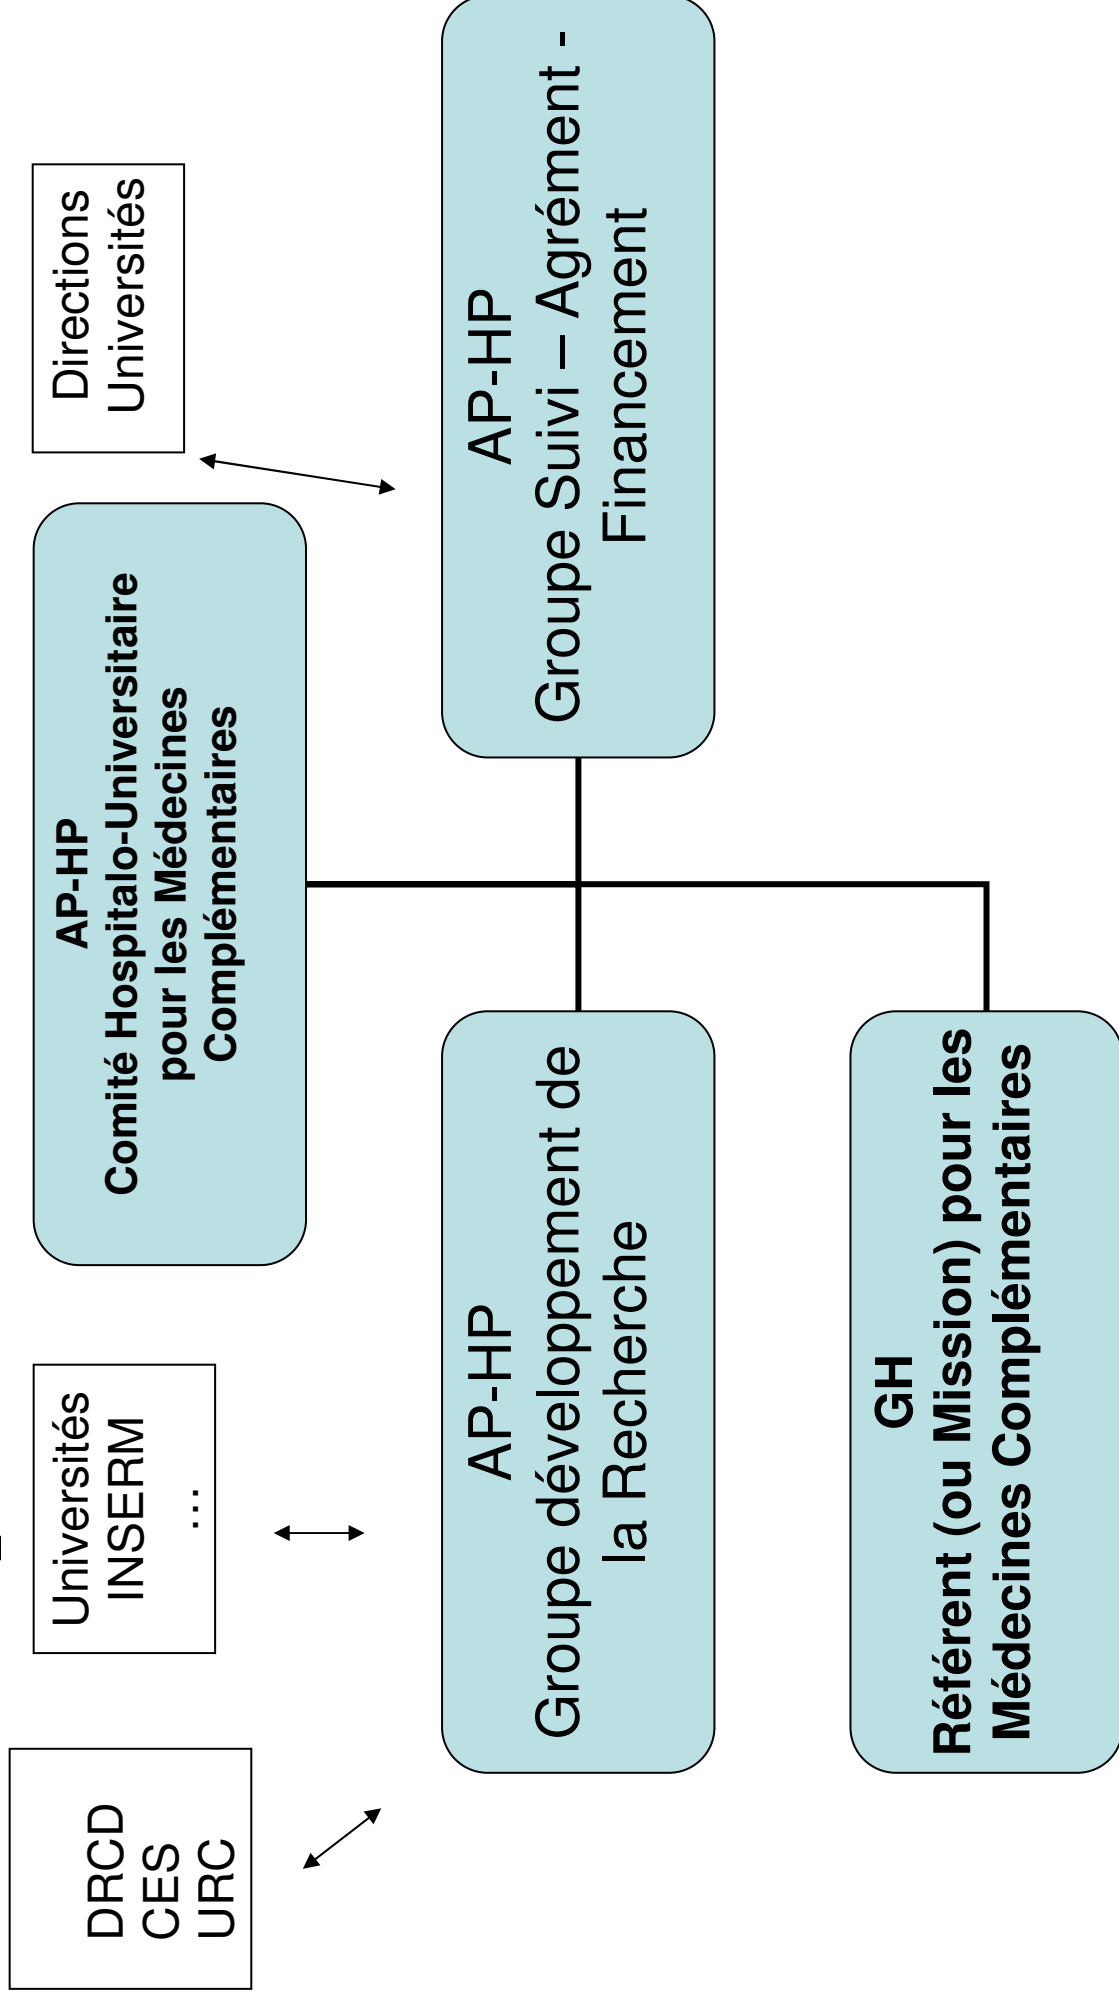 DRCD
CES
URC
Universités
INSERM
…
AP-HP
Comité Hospitalo-Universitaire
pour les Médecines
Complémentaires
Directions
Universités
AP-HP
Groupe développement de
la Recherche
AP-HP
Groupe Suivi – Agrément -
Financement
GH
Référent (ou Mission) pour les
Médecines Complémentaires